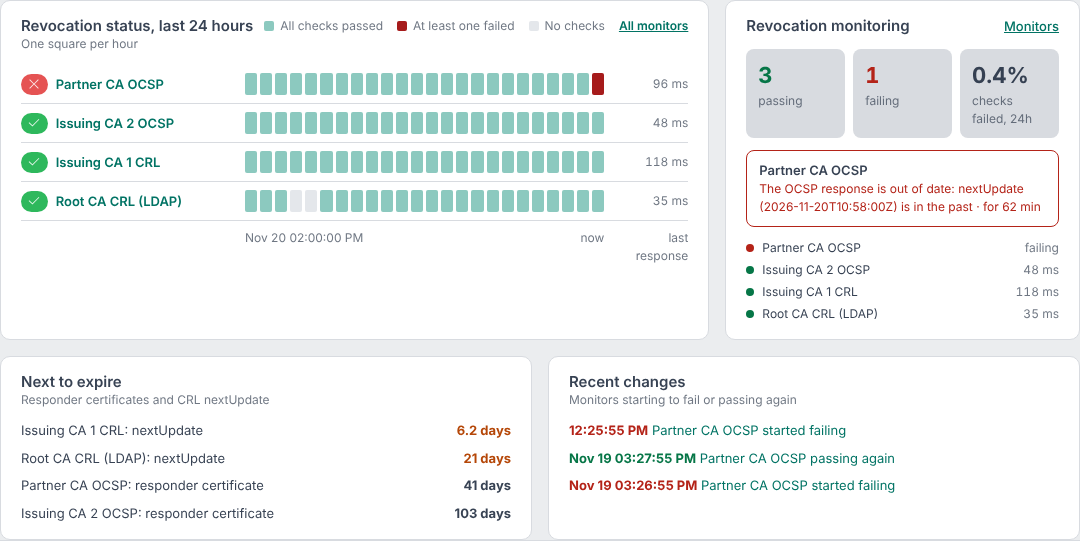 Revocation status, last 24 hours
All checks passed
At least one failed
No checks
All monitors
One square per hour
Partner CA OCSP
96 ms
Issuing CA 2 OCSP
48 ms
Issuing CA 1 CRL
118 ms
Root CA CRL (LDAP)
35 ms
Nov 20 02:00:00 PM
now
last
response
Revocation monitoring
Monitors
3
passing
1
failing
0.4%
checks
failed, 24h
Partner CA OCSP
The OCSP response is out of date: nextUpdate
(2026-11-20T10:58:00Z) is in the past · for 62 min
Partner CA OCSP
failing
Issuing CA 2 OCSP
48 ms
Issuing CA 1 CRL
118 ms
Root CA CRL (LDAP)
35 ms
Next to expire
Responder certificates and CRL nextUpdate
Issuing CA 1 CRL: nextUpdate
6.2 days
Root CA CRL (LDAP): nextUpdate
21 days
Partner CA OCSP: responder certificate
41 days
Issuing CA 2 OCSP: responder certificate
103 days
Recent changes
Monitors starting to fail or passing again
12:25:55 PM Partner CA OCSP started failing
Nov 19 03:27:55 PM Partner CA OCSP passing again
Nov 19 03:26:55 PM Partner CA OCSP started failing